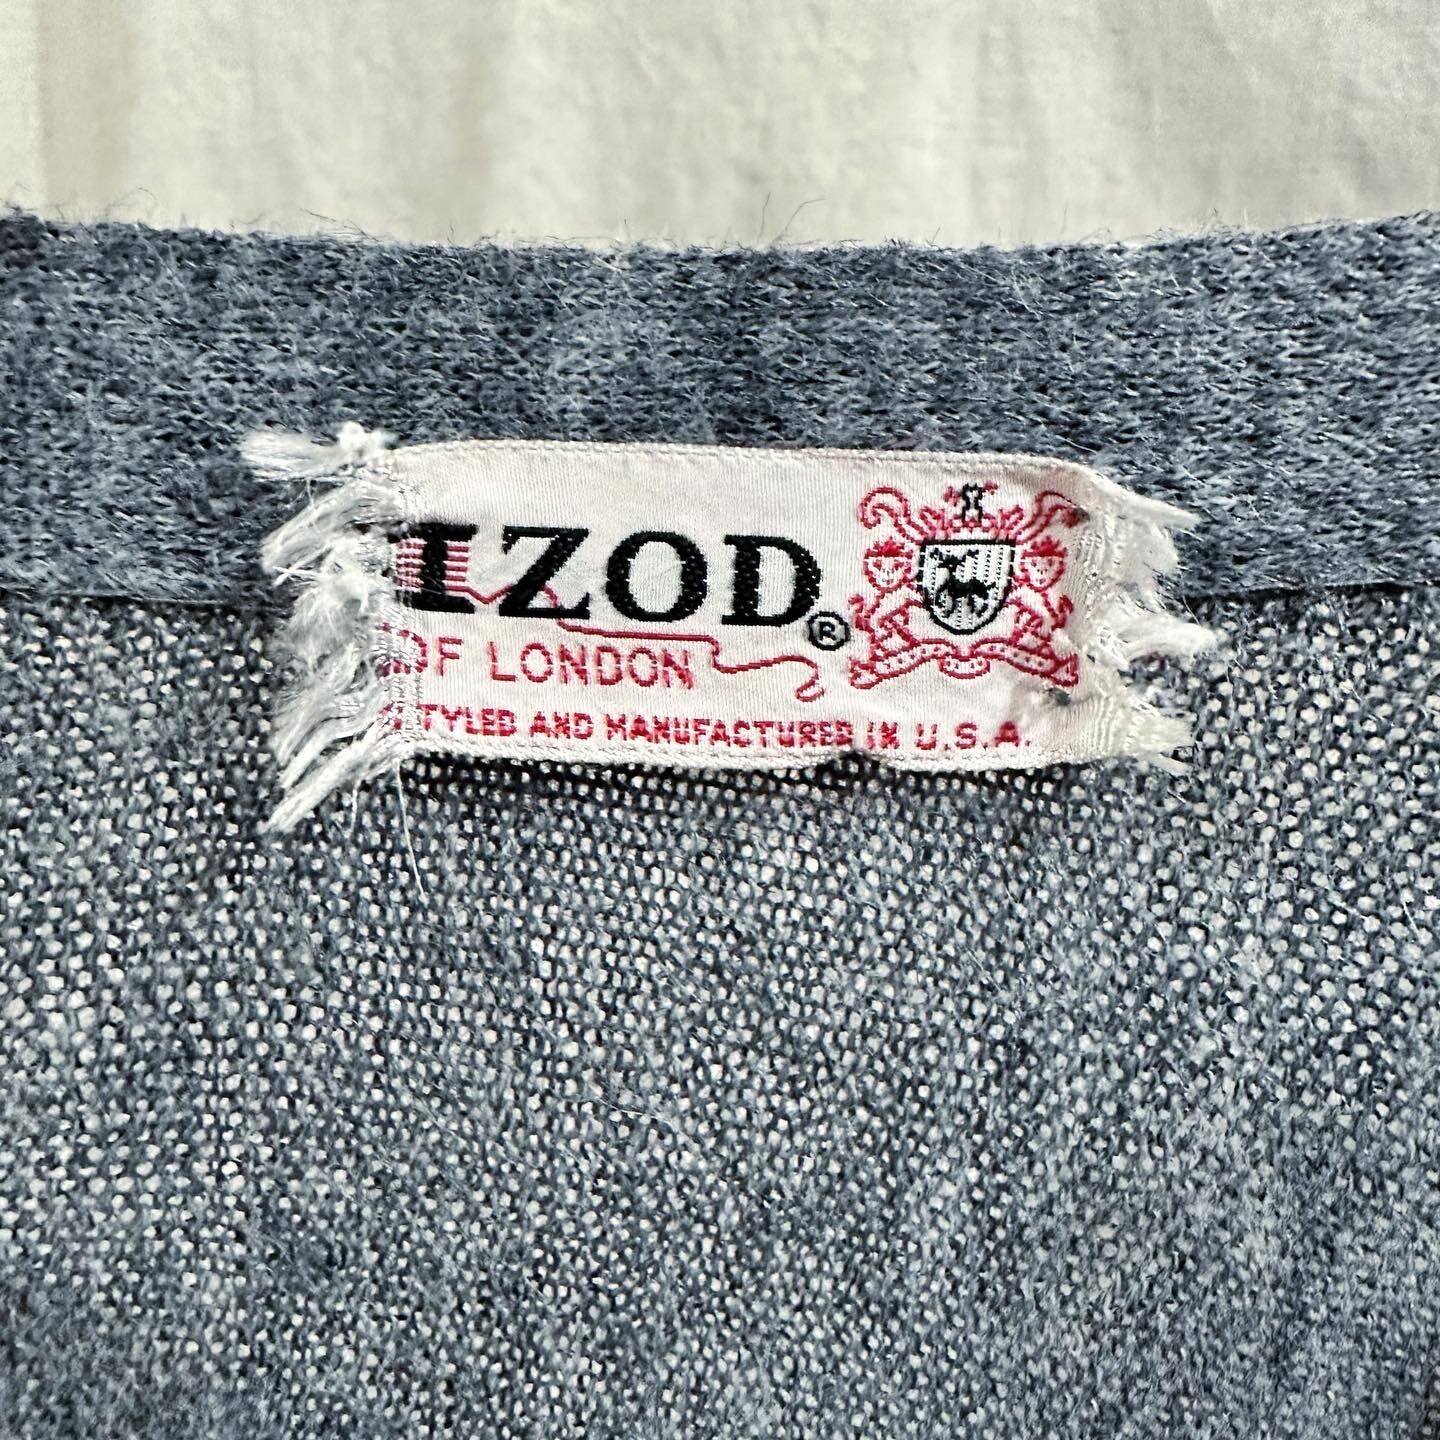 IZOD®
OF LONDON
STYLED AND MANUFACTURED IN U.S.A.